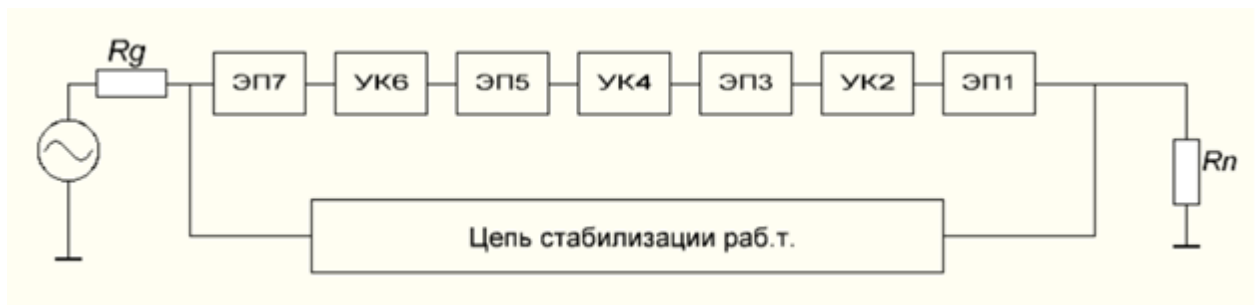 Rg
ЭП7 УК6 ЭП5 УК4 ЭП3 УК2 ЭП1
Rn
Цепь стабилизации раб.т.